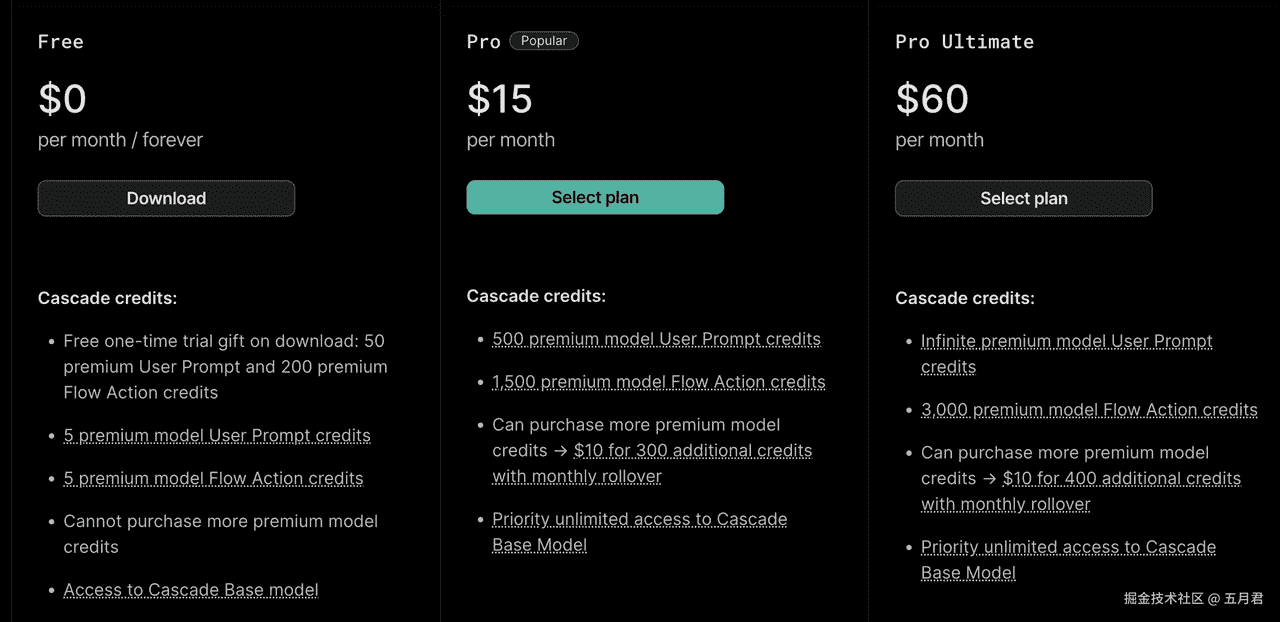 Free
$0
per month / forever
Download
Cascade credits:
• Free one-time trial gift on download: 50
premium User Prompt and 200 premium
Flow Action credits
• 5 premium model User Prompt credits
• 5 premium model Flow Action credits
• Cannot purchase more premium model
credits
• Access to Cascade Base model
Pro Popular
$15
per month
Select plan
Cascade credits:
• 500 premium model User Prompt credits
• 1,500 premium model Flow Action credits
• Can purchase more premium model
credits → $10 for 300 additional credits
with monthly rollover
• Priority unlimited access to Cascade
Base Model
Pro Ultimate
$60
per month
Select plan
Cascade credits:
• Infinite premium model User Prompt
credits
• 3,000 premium model Flow Action credits
• Can purchase more premium model
credits → $10 for 400 additional credits
with monthly rollover
• Priority unlimited access to Cascade
Base Model
掘金技术社区 @ 五月君